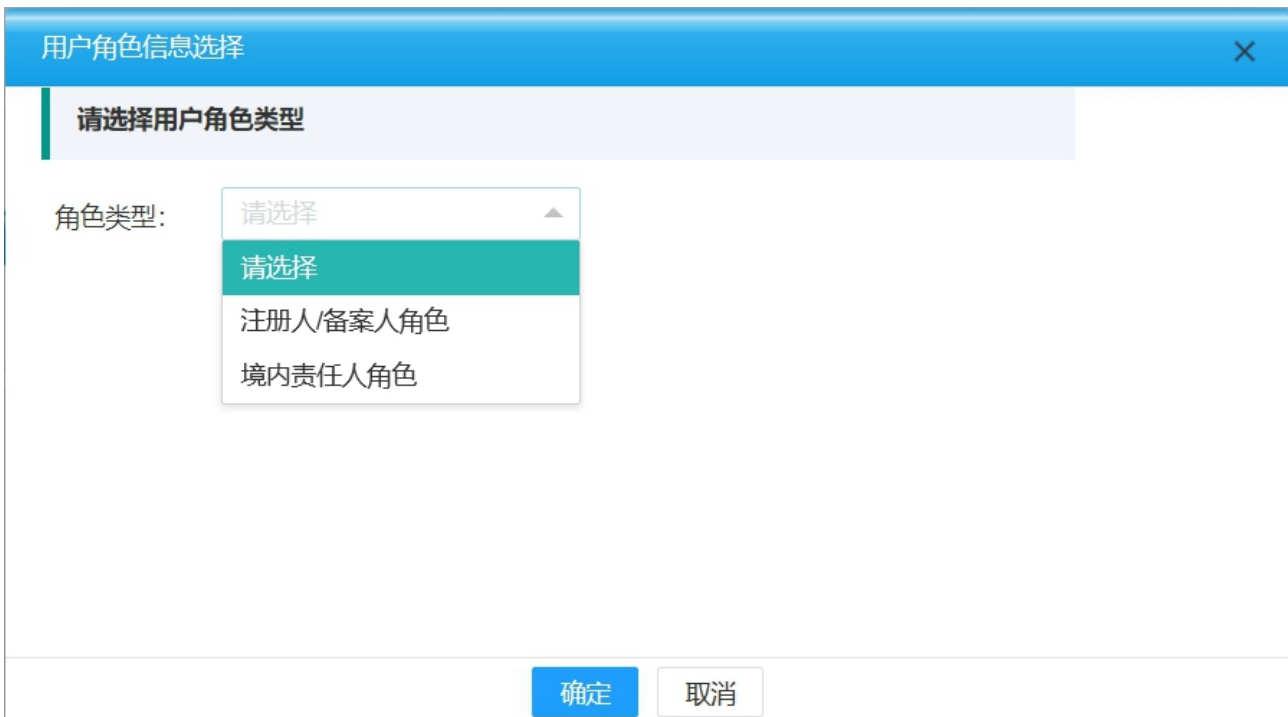 用户角色信息选择
请选择用户角色类型
角色类型: 请选择
请选择
注册人/备案人角色
境内责任人角色
确定 取消